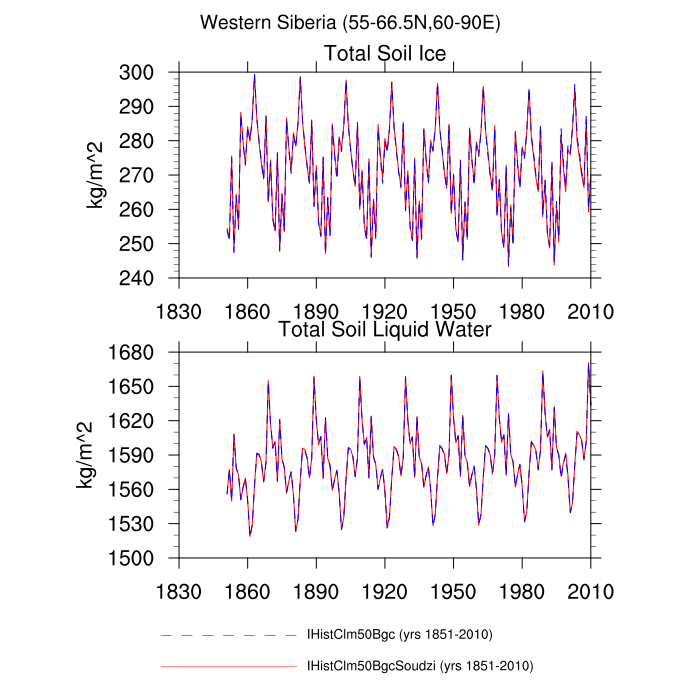 Western Siberia (55-66.5N,60-90E)
Total Soil Ice
300
290
280
270
260
250
240
kg/m^2
1830 1860 1890 1920 1950 1980 2010
Total Soil Liquid Water
1680
1650
1620
1590
1560
1530
1500
kg/m^2
1830 1860 1890 1920 1950 1980 2010
IHistClm50Bgc (yrs 1851-2010)
IHistClm50BgcSoudzi (yrs 1851-2010)